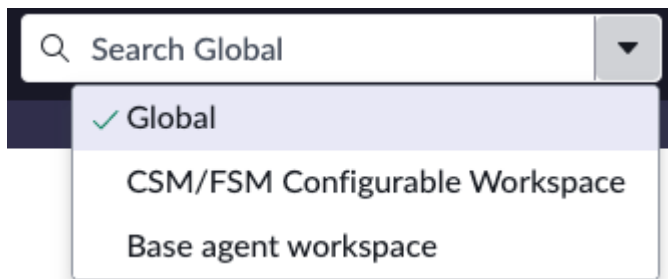 Search Global
Global
CSM/FSM Configurable Workspace
Base agent workspace